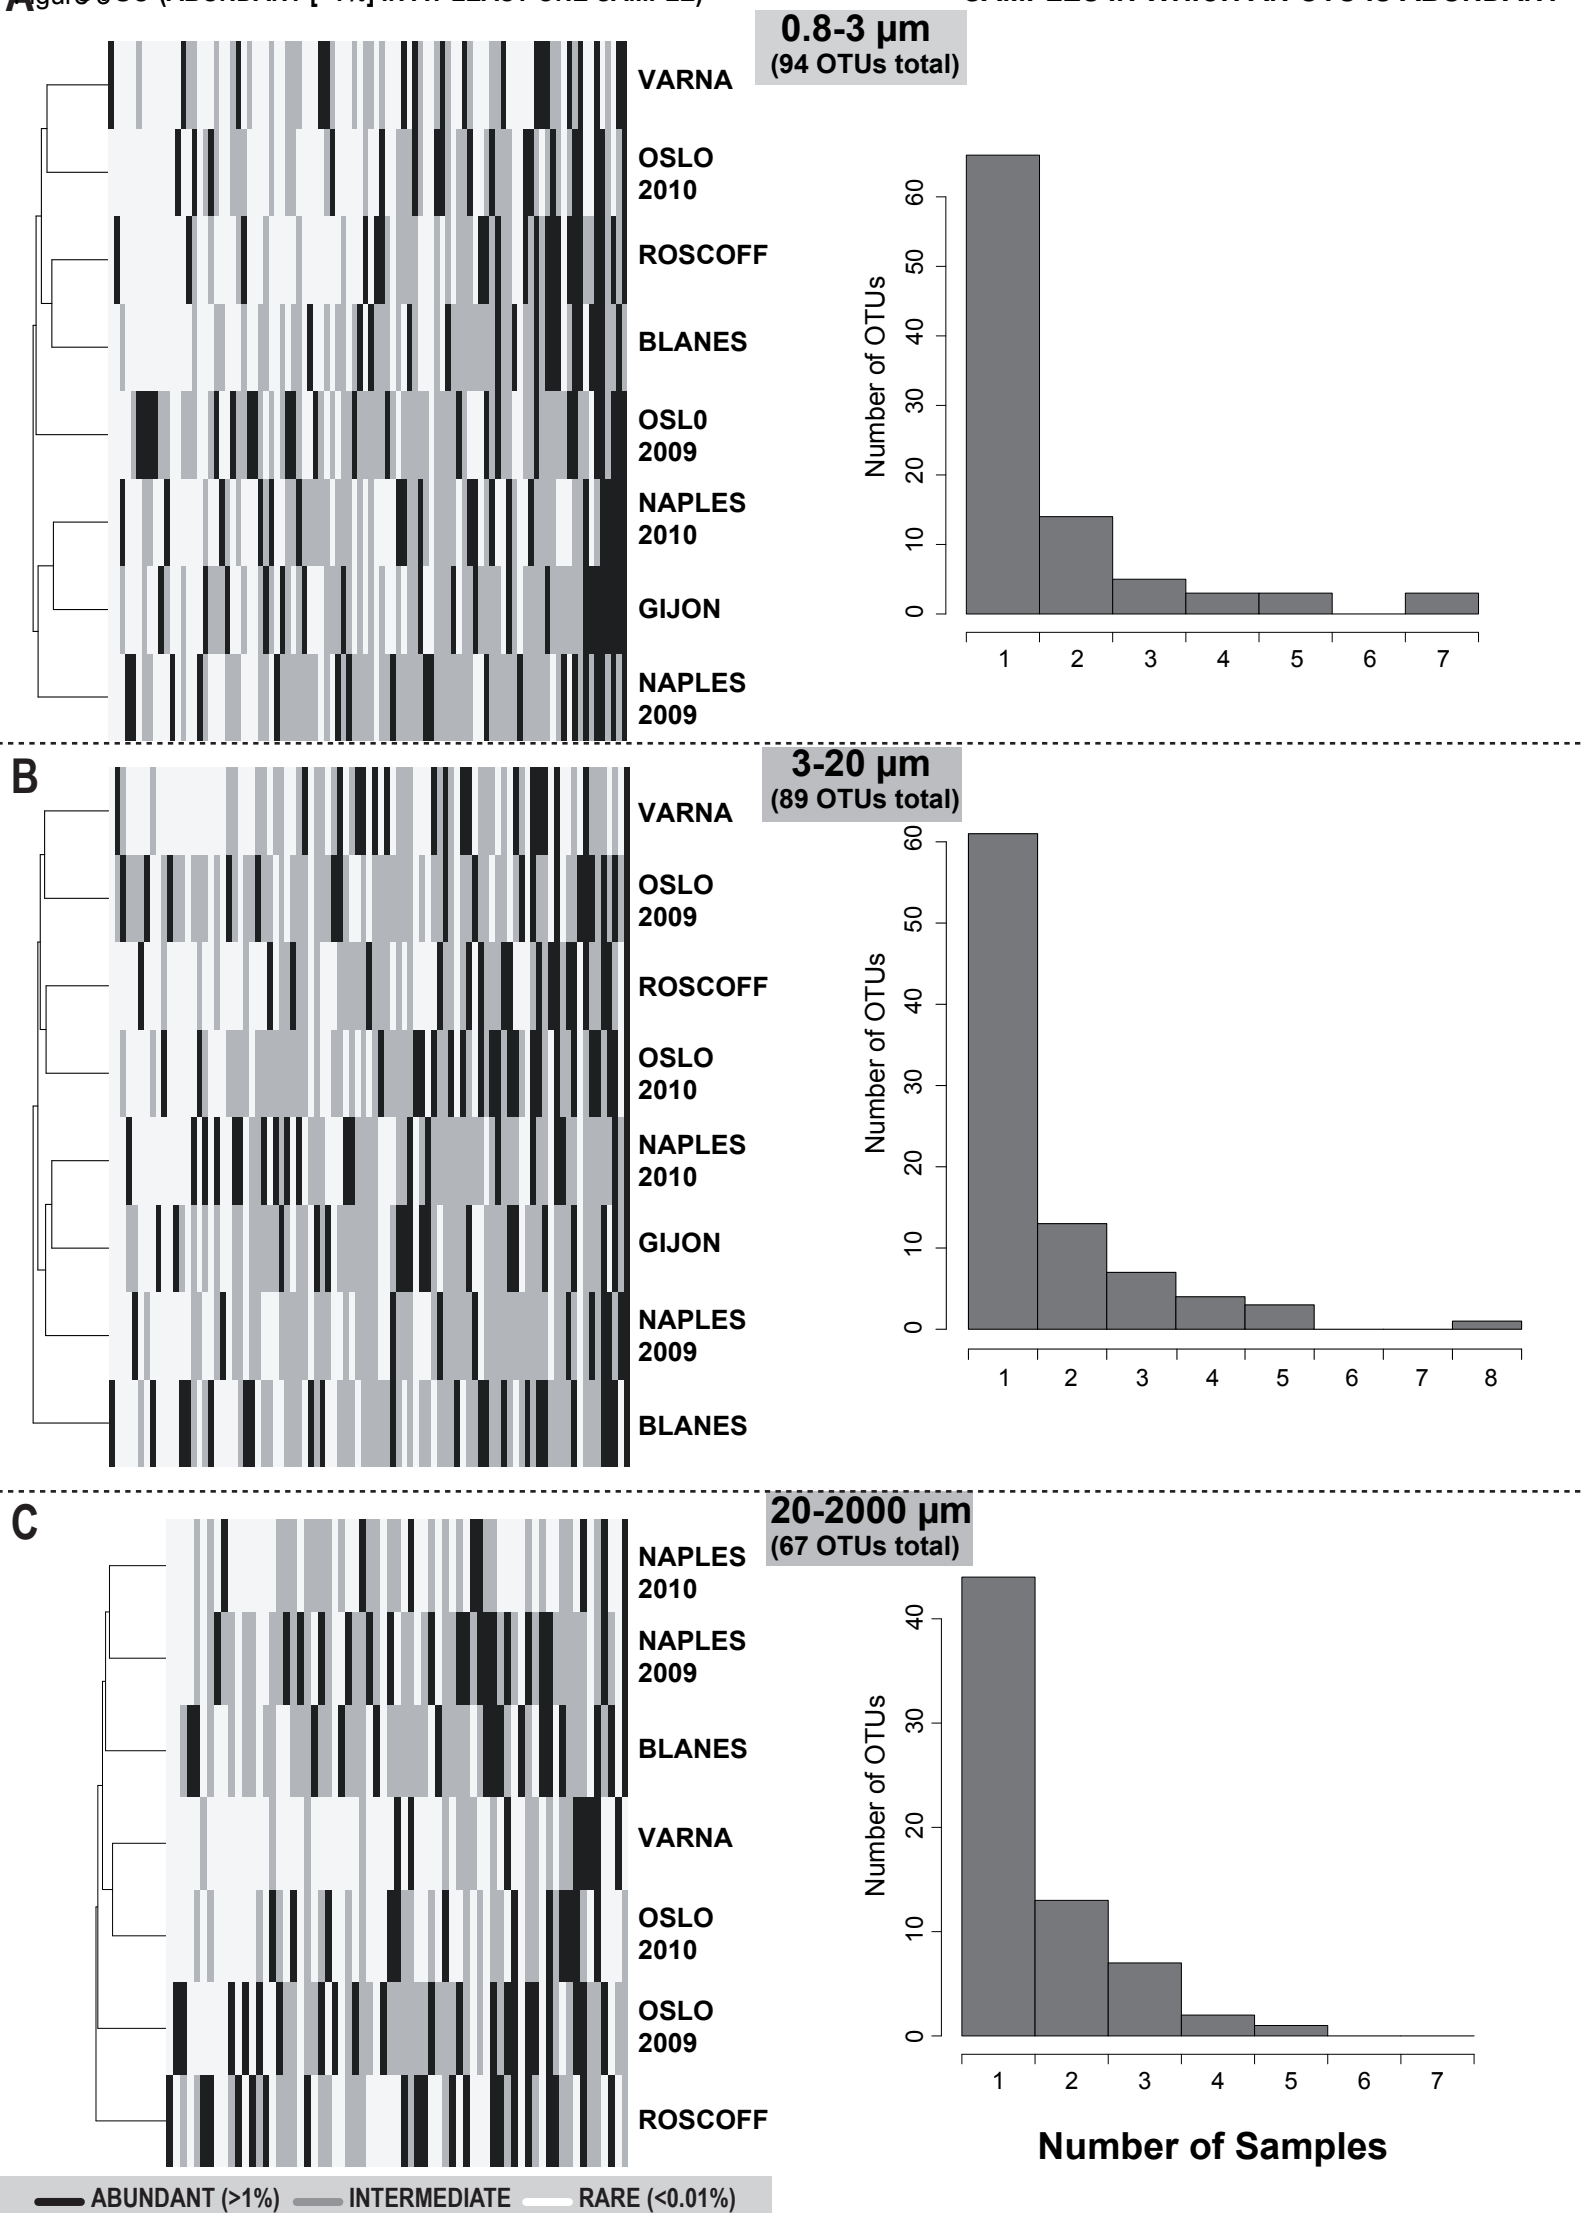 0.8-3 µm
(94 OTUs total)
VARNA
OSLO
2010
ROSCOFF
BLANES
OSL0
2009
NAPLES
2010
GIJON
NAPLES
2009
Number of OTUs
0
10
20
30
40
50
60
1 2 3 4 5 6 7
B
3-20 µm
(89 OTUs total)
VARNA
OSLO
2009
ROSCOFF
OSLO
2010
NAPLES
2010
GIJON
NAPLES
2009
BLANES
Number of OTUs
0
10
20
30
40
50
60
1 2 3 4 5 6 7 8
C
20-2000 µm
(67 OTUs total)
NAPLES
2010
NAPLES
2009
BLANES
VARNA
OSLO
2010
OSLO
2009
ROSCOFF
Number of OTUs
0
10
20
30
40
1 2 3 4 5 6 7
Number of Samples
ABUNDANT (>1%) INTERMEDIATE RARE (<0.01%)